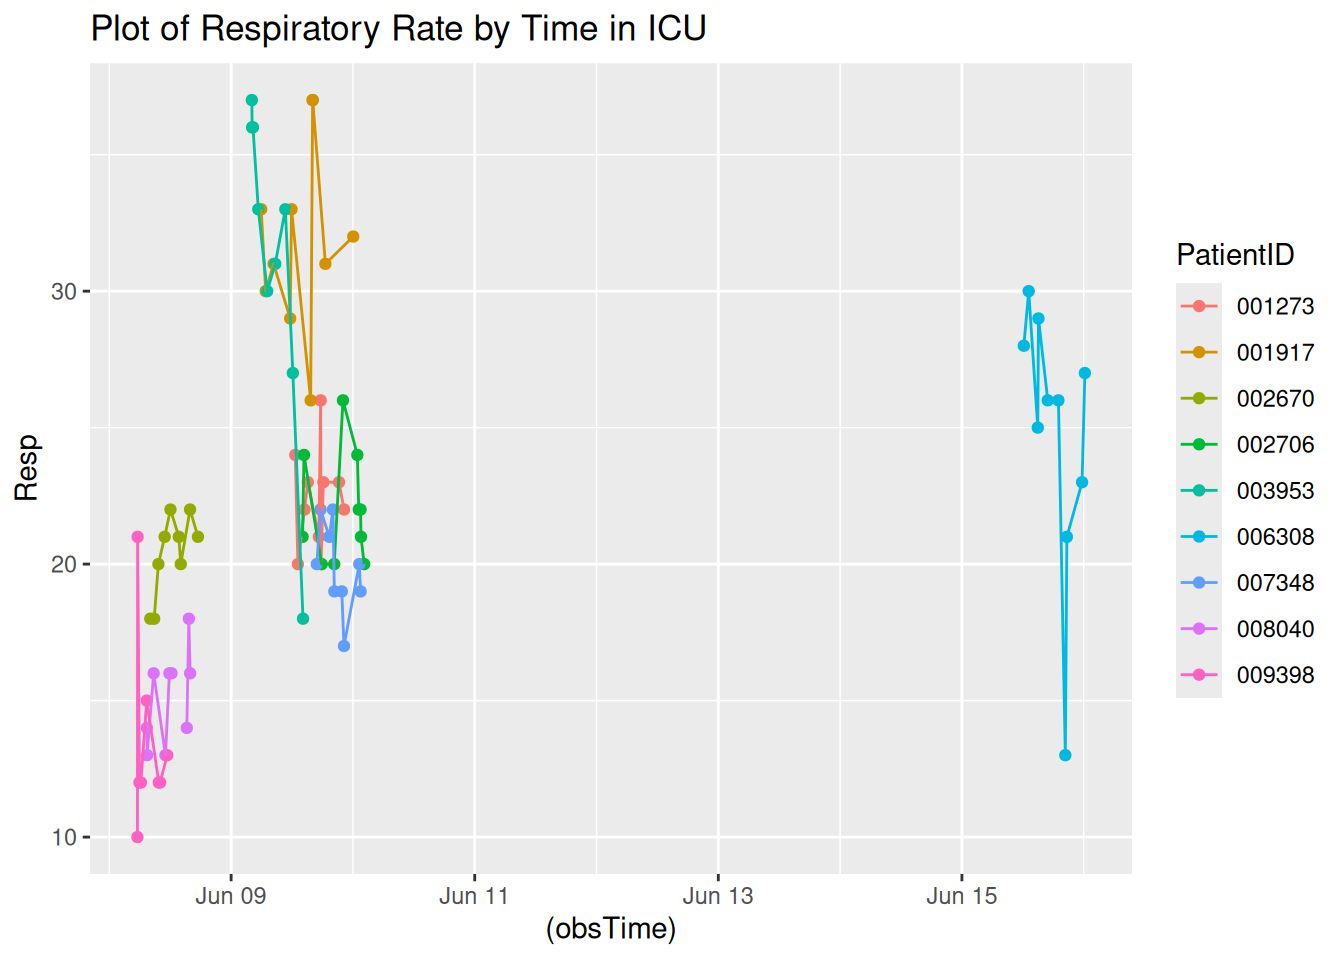 Plot of Respiratory Rate by Time in ICU
Resp
30
20
10
Jun 09
Jun 11
Jun 13
Jun 15
(obsTime)
PatientID
001273
001917
002670
002706
003953
006308
007348
008040
009398